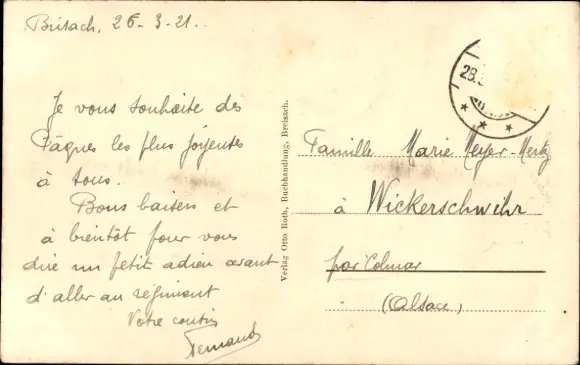 Breisach, 26-3-21.
Je vous souhaite des
Pâques les plus joyeuses
à tous.
Bons baisers et
à bientôt pour vous
dire un petit adieu avant
d'aller au régiment
Votre cousin
Fernand
Verlag Otto Roth, Buchhandlung, Breisach.
28.
Famille Marie Meyer-Mertz
à Wickerschwihr
par Colmar
(Alsace)